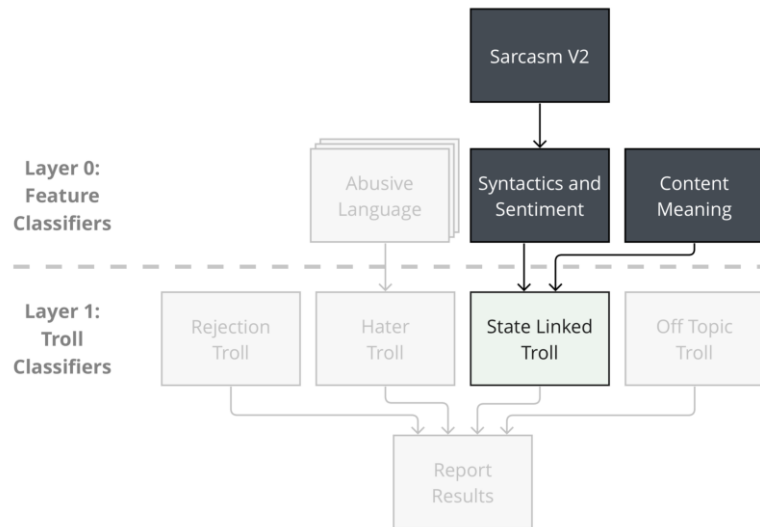 Sarcasm V2
Layer 0:
Feature
Classifiers
Abusive
Language
Syntactics and
Sentiment
Content
Meaning
Layer 1:
Troll
Classifiers
Rejection
Troll
Hater
Troll
State Linked
Troll
Off Topic
Troll
Report
Results